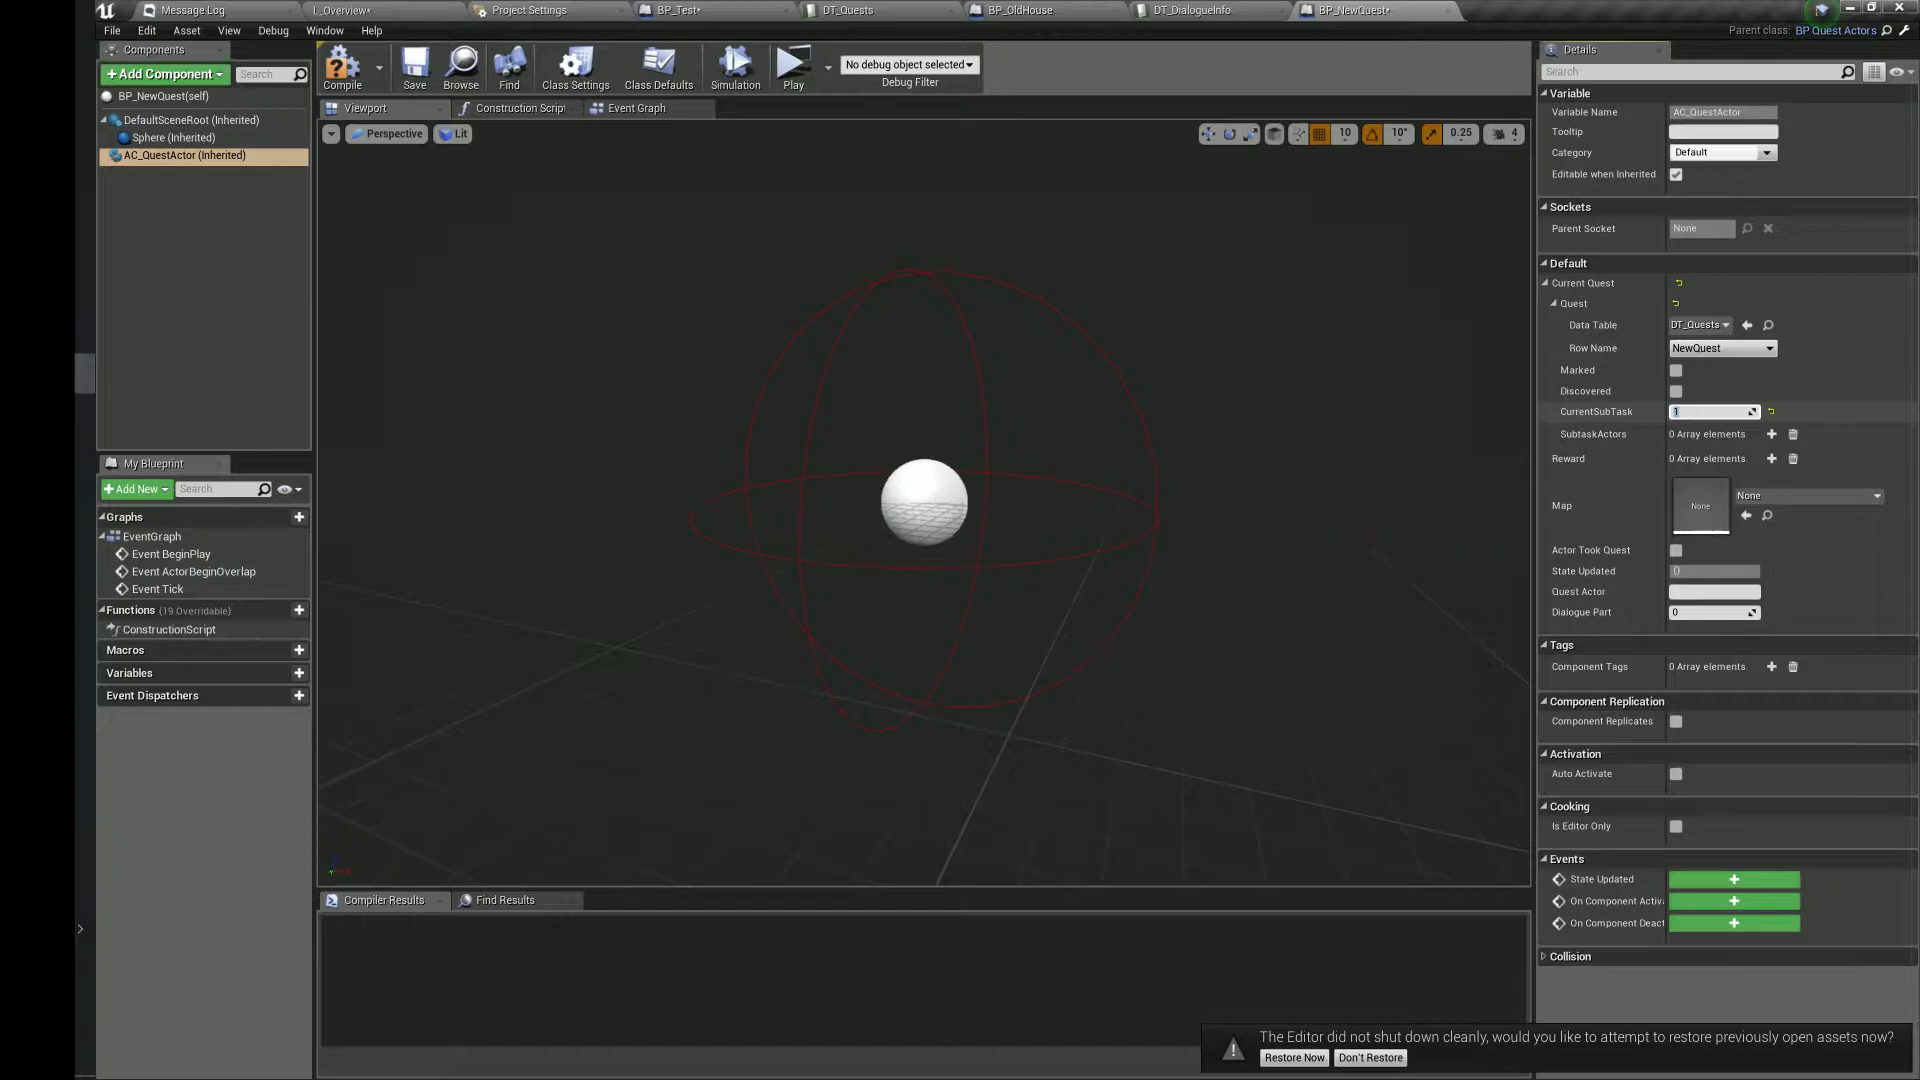 Message Log
L_Overview*
Project Settings
BP_Test*
DT_Quests
BP_OldHouse
DT_DialogueInfo
BP_NewQuest*
File Edit Asset View Debug Window Help
Parent class: BP Quest Actors
Components
+Add Component
Search
BP_NewQuest(self)
DefaultSceneRoot (Inherited)
Sphere (Inherited)
AC_QuestActor (Inherited)
Compile
Save
Browse
Find
Class Settings
Class Defaults
Simulation
Play
No debug object selected
Debug Filter
Viewport
Construction Scrip
Event Graph
Perspective
Lit
10
10°
0.25
4
My Blueprint
+Add New
Search
Graphs
EventGraph
Event BeginPlay
Event ActorBeginOverlap
Event Tick
Functions (19 Overridable)
ConstructionScript
Macros
Variables
Event Dispatchers
Compiler Results
Find Results
Details
Search
Variable
Variable Name AC_QuestActor
Tooltip
Category Default
Editable when Inherited
Sockets
Parent Socket None
Default
Current Quest
Quest
Data Table DT_Quests
Row Name NewQuest
Marked
Discovered
CurrentSubTask 1
SubtaskActors 0 Array elements
Reward 0 Array elements
Map None None
Actor Took Quest
State Updated ()
Quest Actor
Dialogue Part 0
Tags
Component Tags 0 Array elements
Component Replication
Component Replicates
Activation
Auto Activate
Cooking
Is Editor Only
Events
State Updated +
On Component Activ +
On Component Deact +
Collision
The Editor did not shut down cleanly, would you like to attempt to restore previously open assets now?
Restore Now
Don't Restore